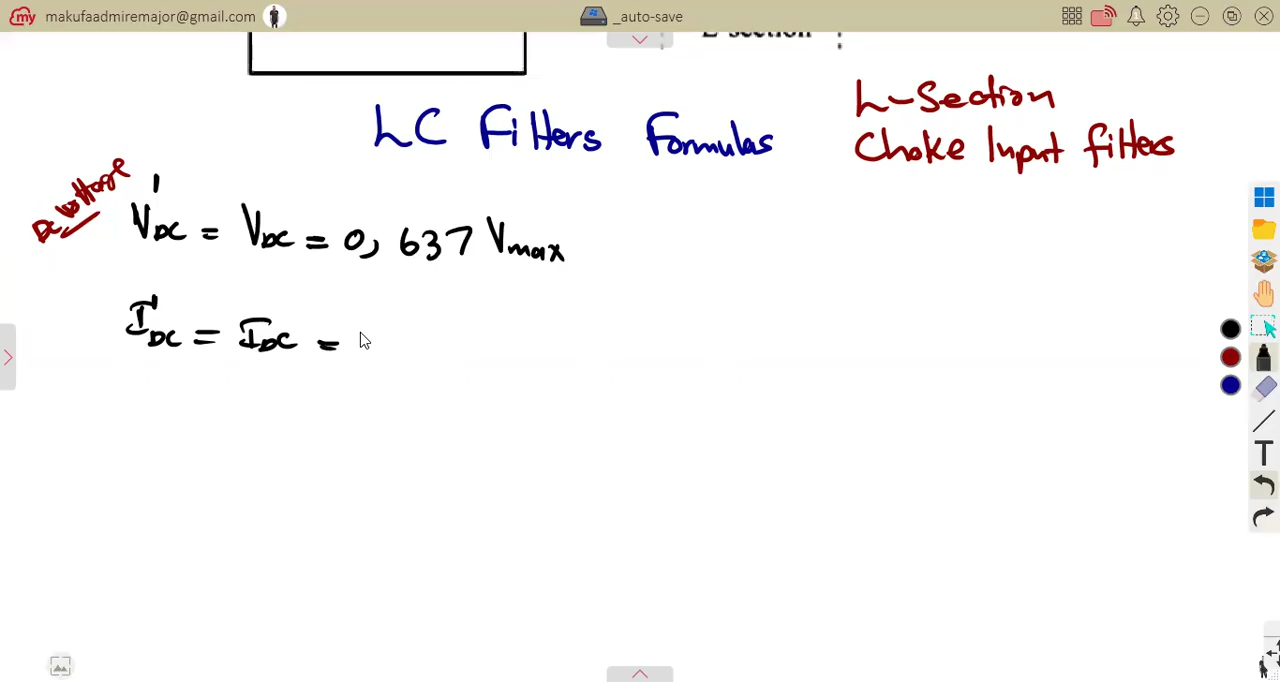 my makufaadmiremajor@gmail.com _auto-save
LC Filters Formulas
L-Section
Choke Input filters
DC Voltage
V'DC = VDC = 0,637 Vmax
I'DC = IDC =
T